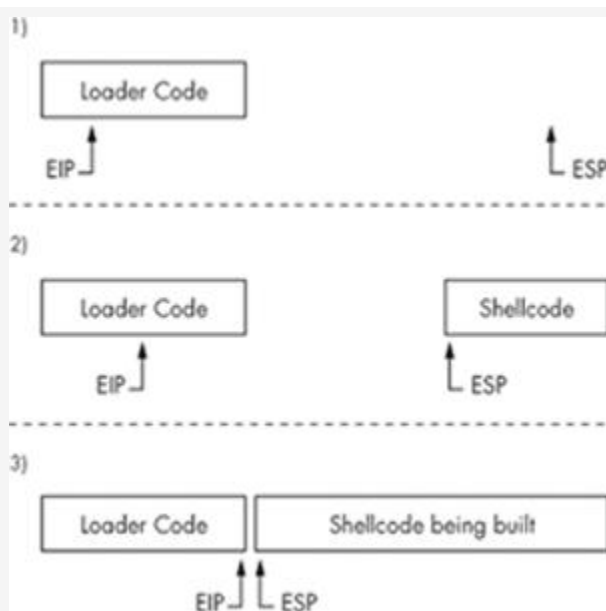 1)
Loader Code
EIP
ESP
2)
Loader Code
Shellcode
EIP
ESP
3)
Loader Code
Shellcode being built
EIP
ESP